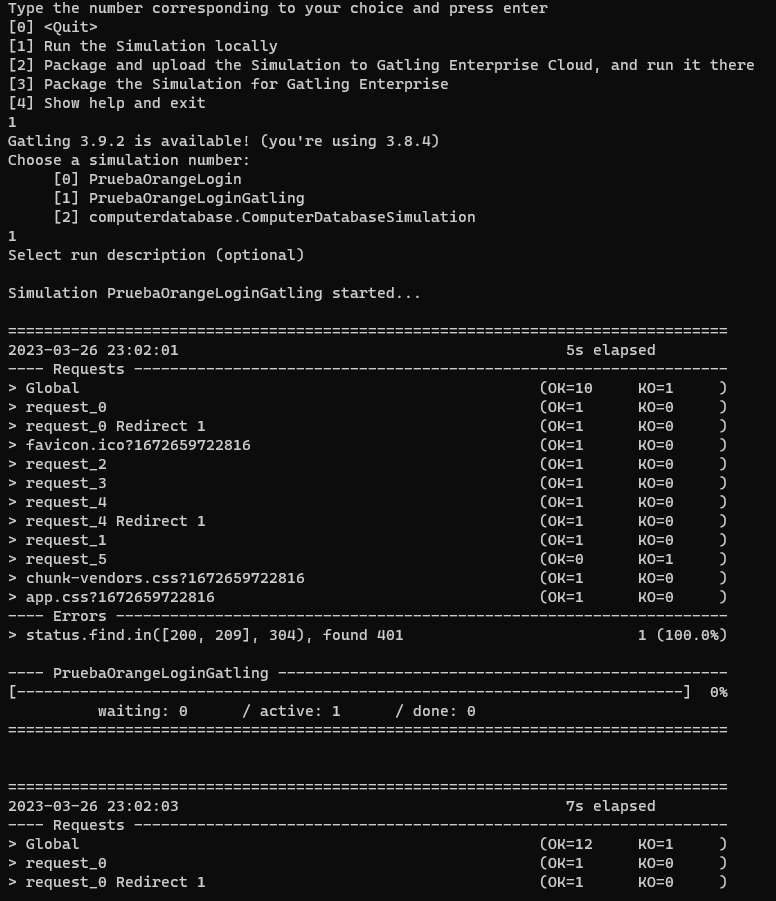 Type the number corresponding to your choice and press enter
[0] <Quit>
[1] Run the Simulation locally
[2] Package and upload the Simulation to Gatling Enterprise Cloud, and run it there
[3] Package the Simulation for Gatling Enterprise
[4] Show help and exit
1
Gatling 3.9.2 is available! (you're using 3.8.4)
Choose a simulation number:
     [0] PruebaOrangeLogin
     [1] PruebaOrangeLoginGatling
     [2] computerdatabase.ComputerDatabaseSimulation
1
Select run description (optional)

Simulation PruebaOrangeLoginGatling started...

================================================================================
2023-03-26 23:02:01                                           5s elapsed
---- Requests ------------------------------------------------------------------
> Global                                                   (OK=10     KO=1     )
> request_0                                                (OK=1      KO=0     )
> request_0 Redirect 1                                     (OK=1      KO=0     )
> favicon.ico?1672659722816                                (OK=1      KO=0     )
> request_2                                                (OK=1      KO=0     )
> request_3                                                (OK=1      KO=0     )
> request_4                                                (OK=1      KO=0     )
> request_4 Redirect 1                                     (OK=1      KO=0     )
> request_1                                                (OK=1      KO=0     )
> request_5                                                (OK=0      KO=1     )
> chunk-vendors.css?1672659722816                          (OK=1      KO=0     )
> app.css?1672659722816                                    (OK=1      KO=0     )
---- Errors --------------------------------------------------------------------
> status.find.in([200, 209], 304), found 401                          1 (100.0%)

---- PruebaOrangeLoginGatling --------------------------------------------------
[--------------------------------------------------------------------------]  0%
          waiting: 0      / active: 1      / done: 0
================================================================================

================================================================================
2023-03-26 23:02:03                                           7s elapsed
---- Requests ------------------------------------------------------------------
> Global                                                   (OK=12     KO=1     )
> request_0                                                (OK=1      KO=0     )
> request_0 Redirect 1                                     (OK=1      KO=0     )